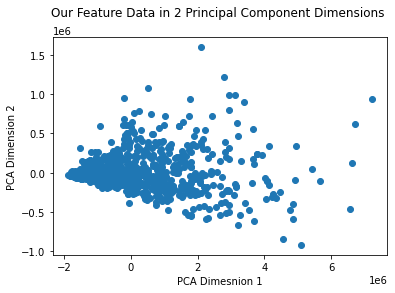 Our Feature Data in 2 Principal Component Dimensions
1e6
1.5
1.0
0.5
0.0
−0.5
−1.0
PCA Dimension 2
−2
0
2
4
6
1e6
PCA Dimesnion 1